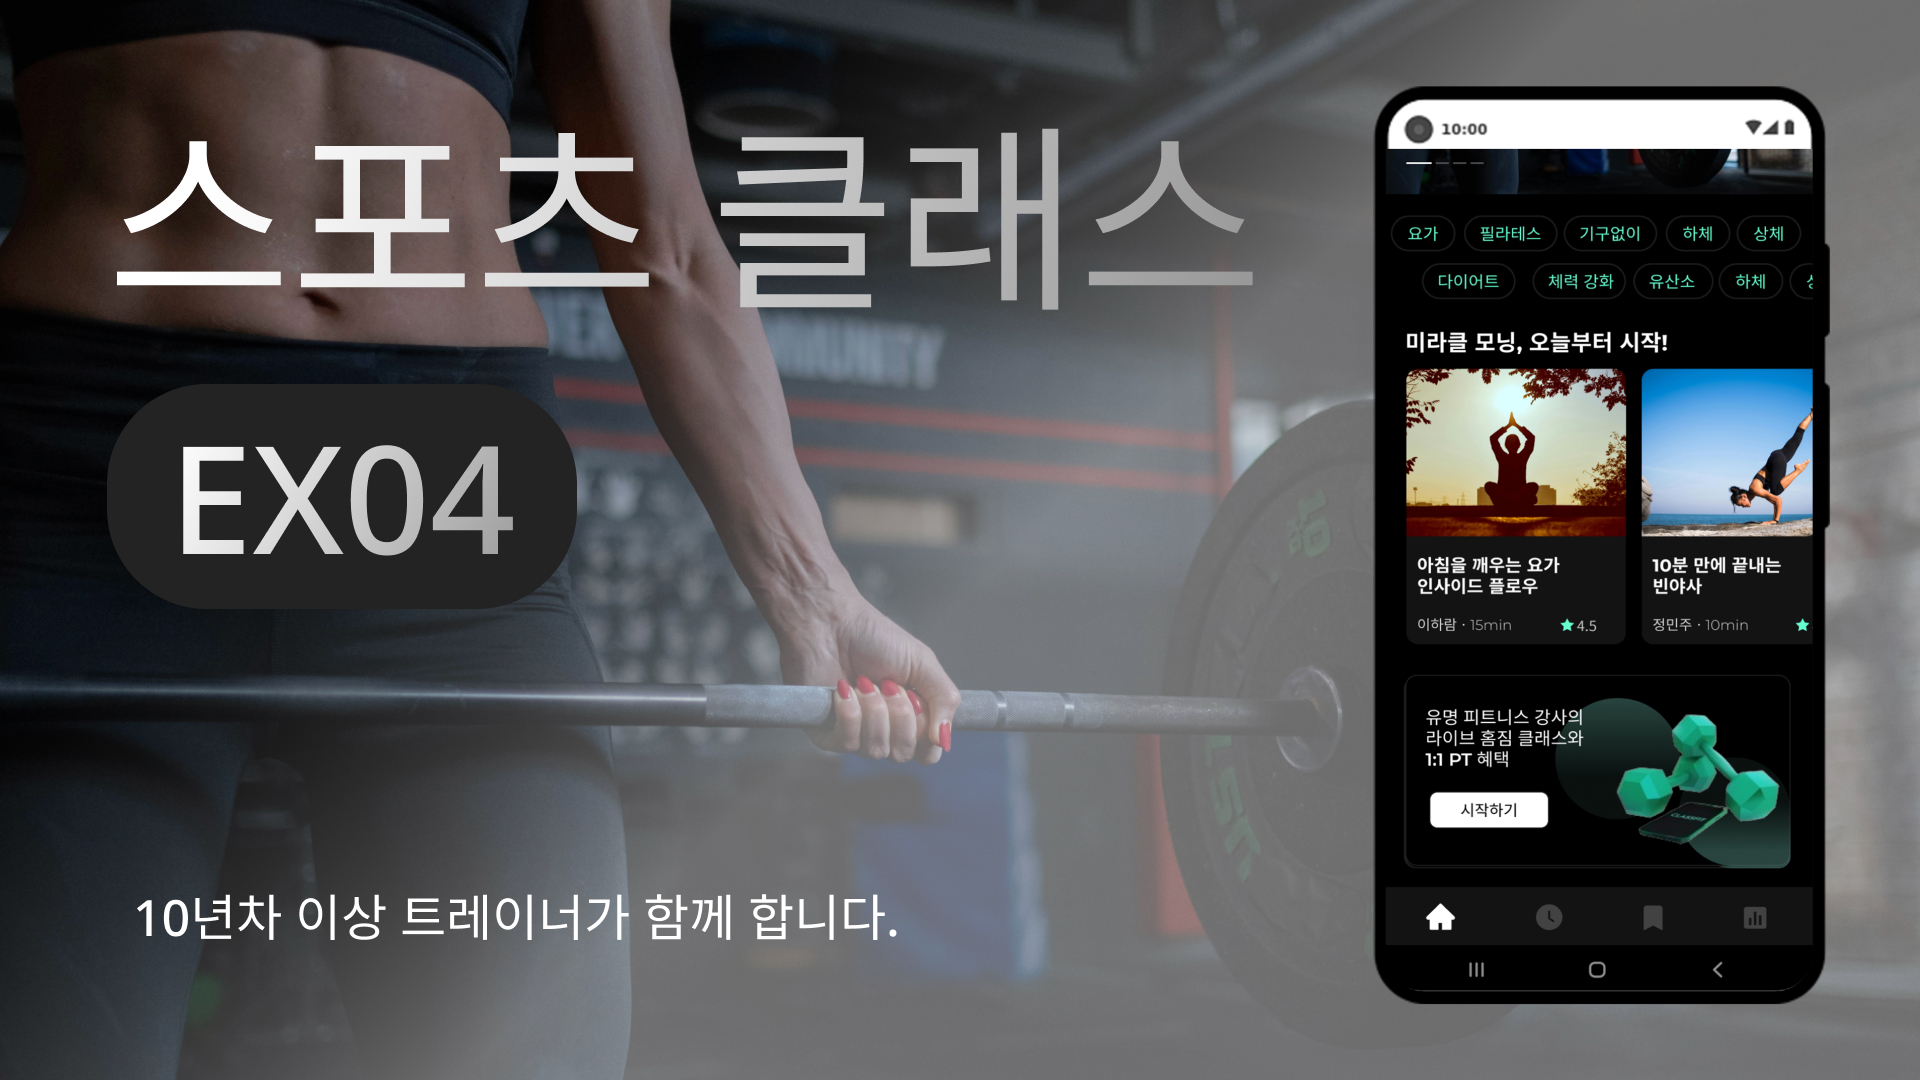 스포츠 클래스
EX04
10년차 이상 트레이너가 함께 합니다.
10:00
요가 필라테스 기구없이 하체 상체
다이어트 체력 강화 유산소 하체
미라클 모닝, 오늘부터 시작!
아침을 깨우는 요가
인사이드 플로우
이하람 · 15min ★ 4.5
10분 만에 끝내는
빈야사
정민주 · 10min ★
유명 피트니스 강사의
라이브 홈짐 클래스와
1:1 PT 혜택
시작하기
CLASSFIT